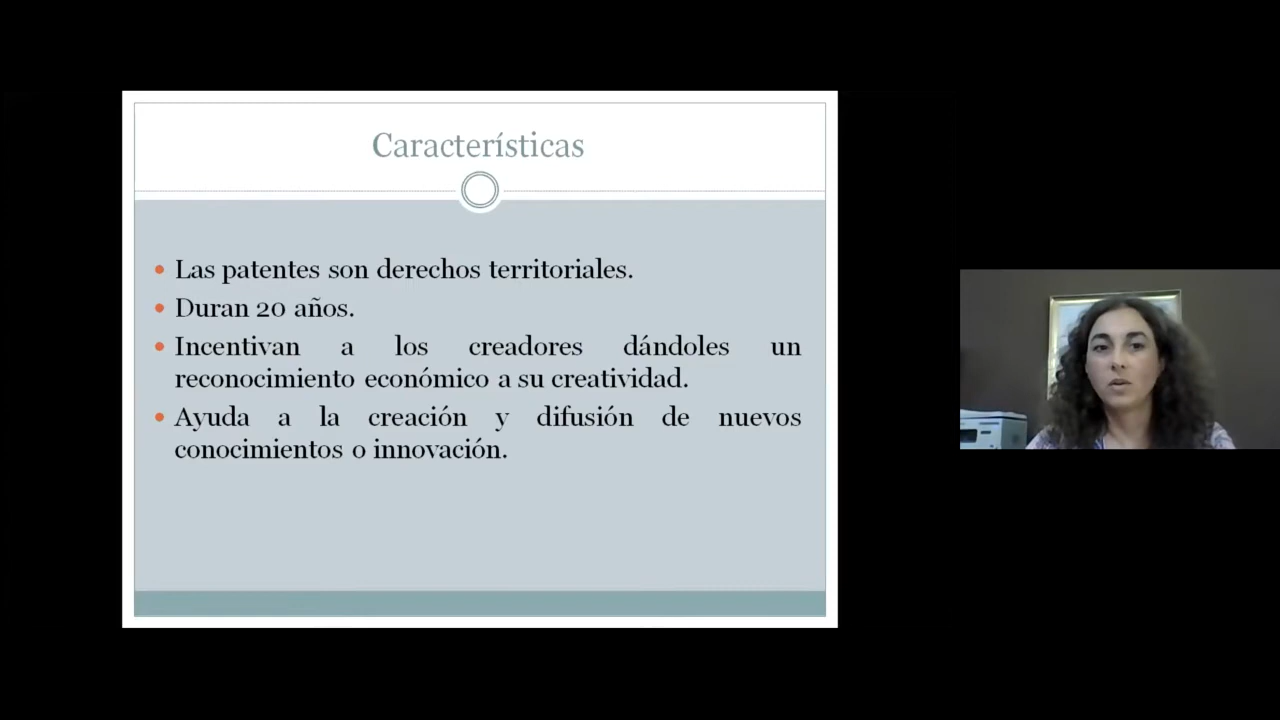 Características
Las patentes son derechos territoriales.
Duran 20 años.
Incentivan a los creadores dándoles un
reconocimiento económico a su creatividad.
Ayuda a la creación y difusión de nuevos
conocimientos o innovación.